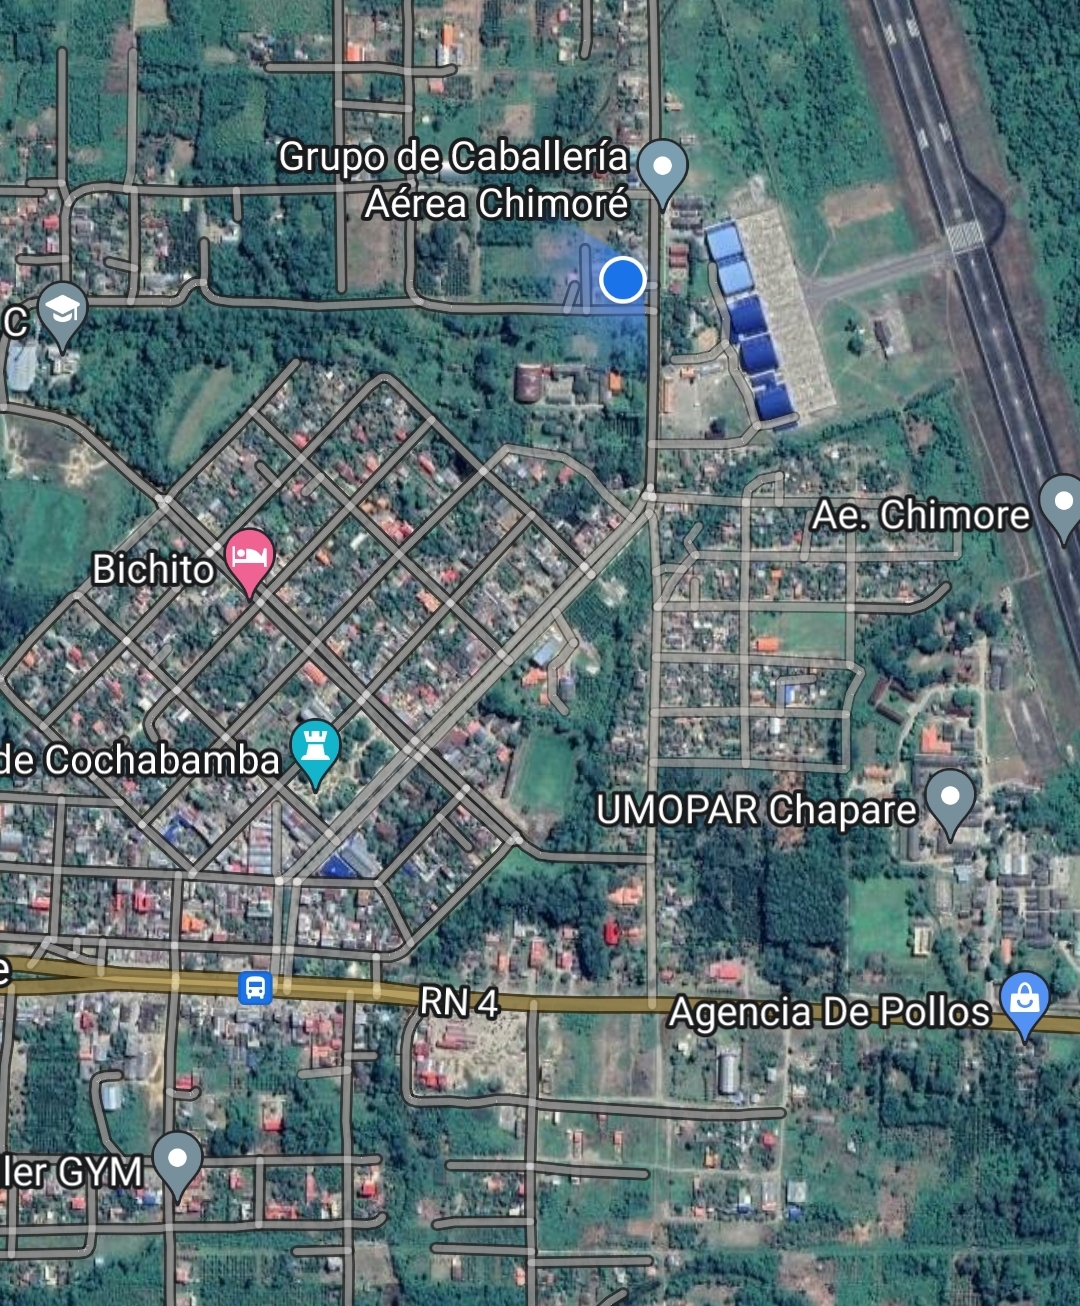 Grupo de Caballería
Aérea Chimoré
C
Ae. Chimore
Bichito
de Cochabamba
UMOPAR Chapare
e
RN 4
Agencia De Pollos
ler GYM